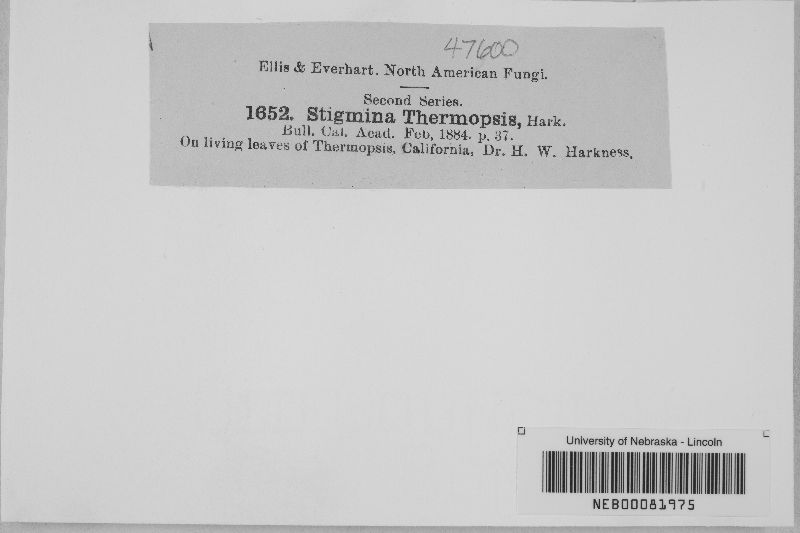 47600
Ellis & Everhart. North American Fungi.
Second Series.
1652. Stigmina Thermopsis, Hark.
Bull. Cal. Acad. Feb, 1884. p. 37.
On living leaves of Thermopsis, California, Dr. H. W. Harkness.
University of Nebraska - Lincoln
NEB00081975